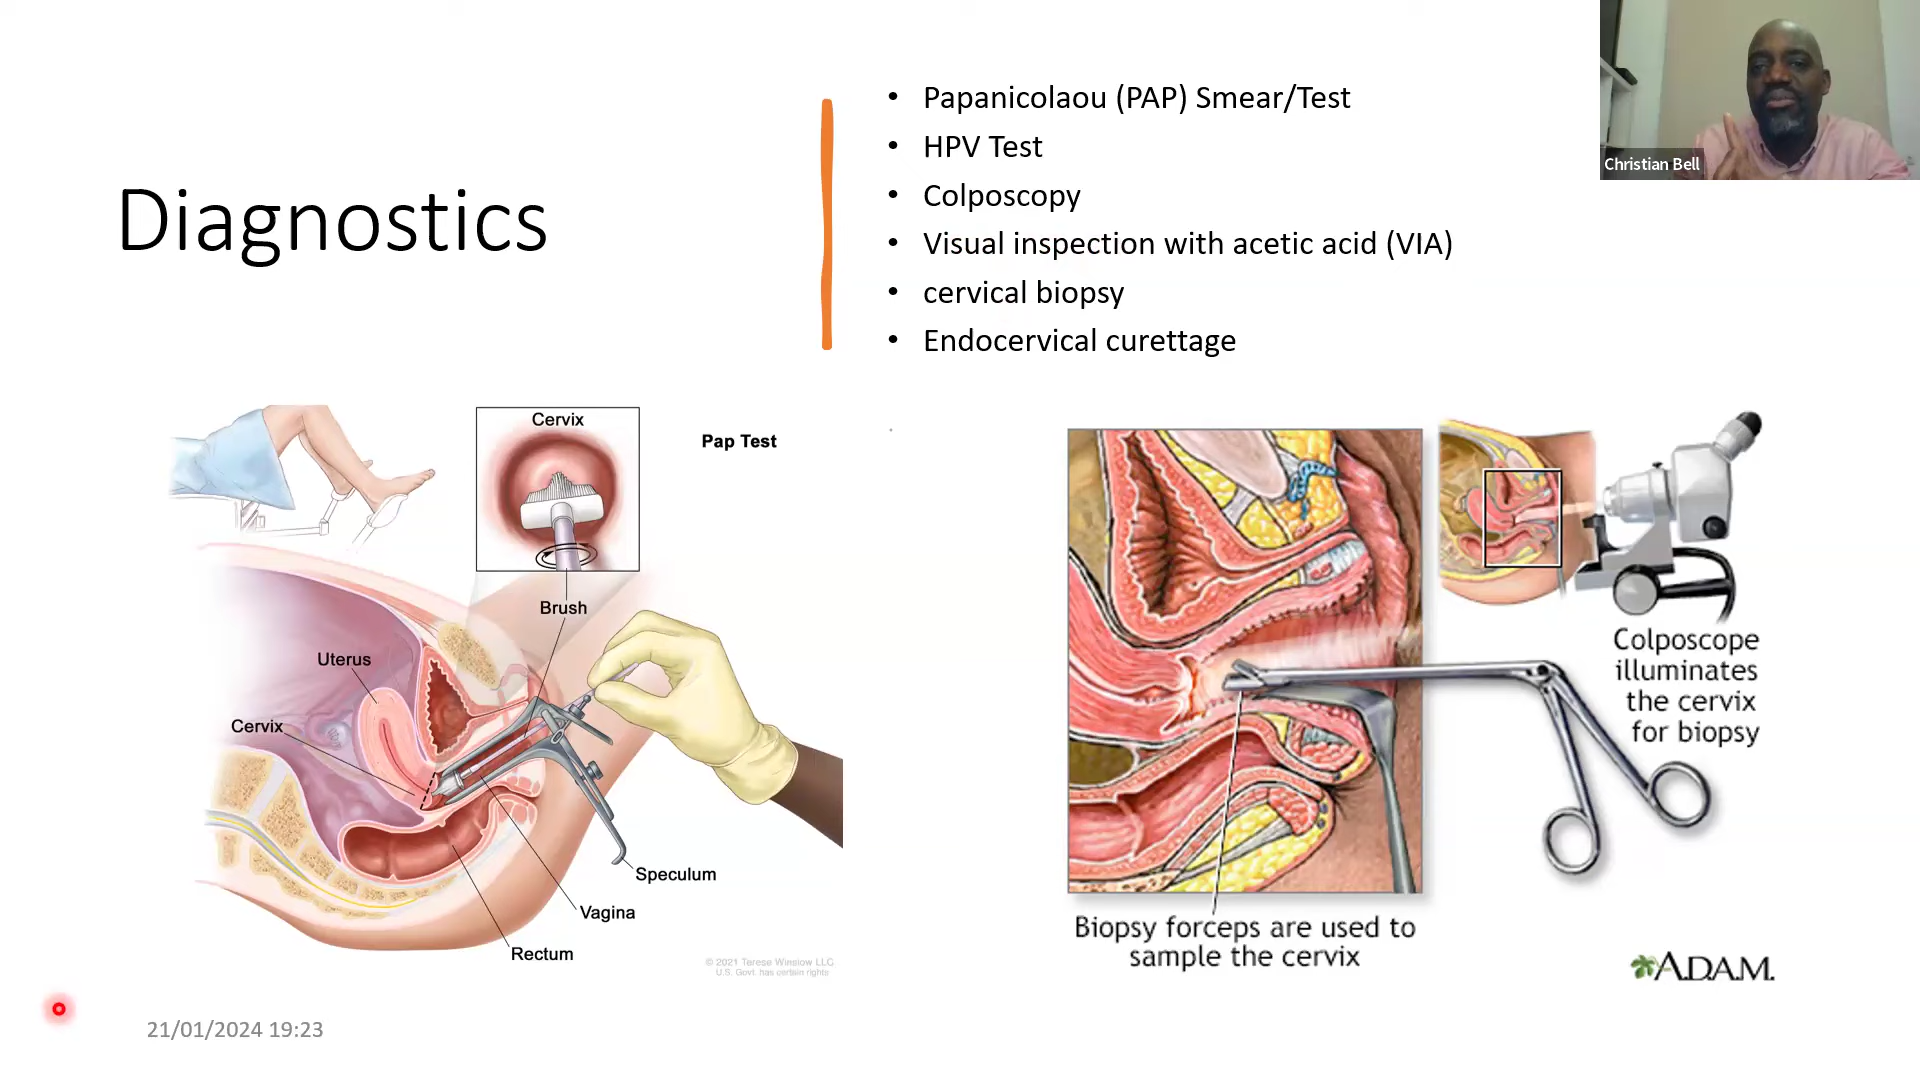 Diagnostics
• Papanicolaou (PAP) Smear/Test
• HPV Test
• Colposcopy
• Visual inspection with acetic acid (VIA)
• cervical biopsy
• Endocervical curettage
Christian Bell
Cervix
Pap Test
Brush
Uterus
Cervix
Speculum
Vagina
Rectum
© 2021 Terese Winslow LLC
U.S. Govt. has certain rights
Colposcope
illuminates
the cervix
for biopsy
Biopsy forceps are used to
sample the cervix
A.D.A.M.
21/01/2024 19:23